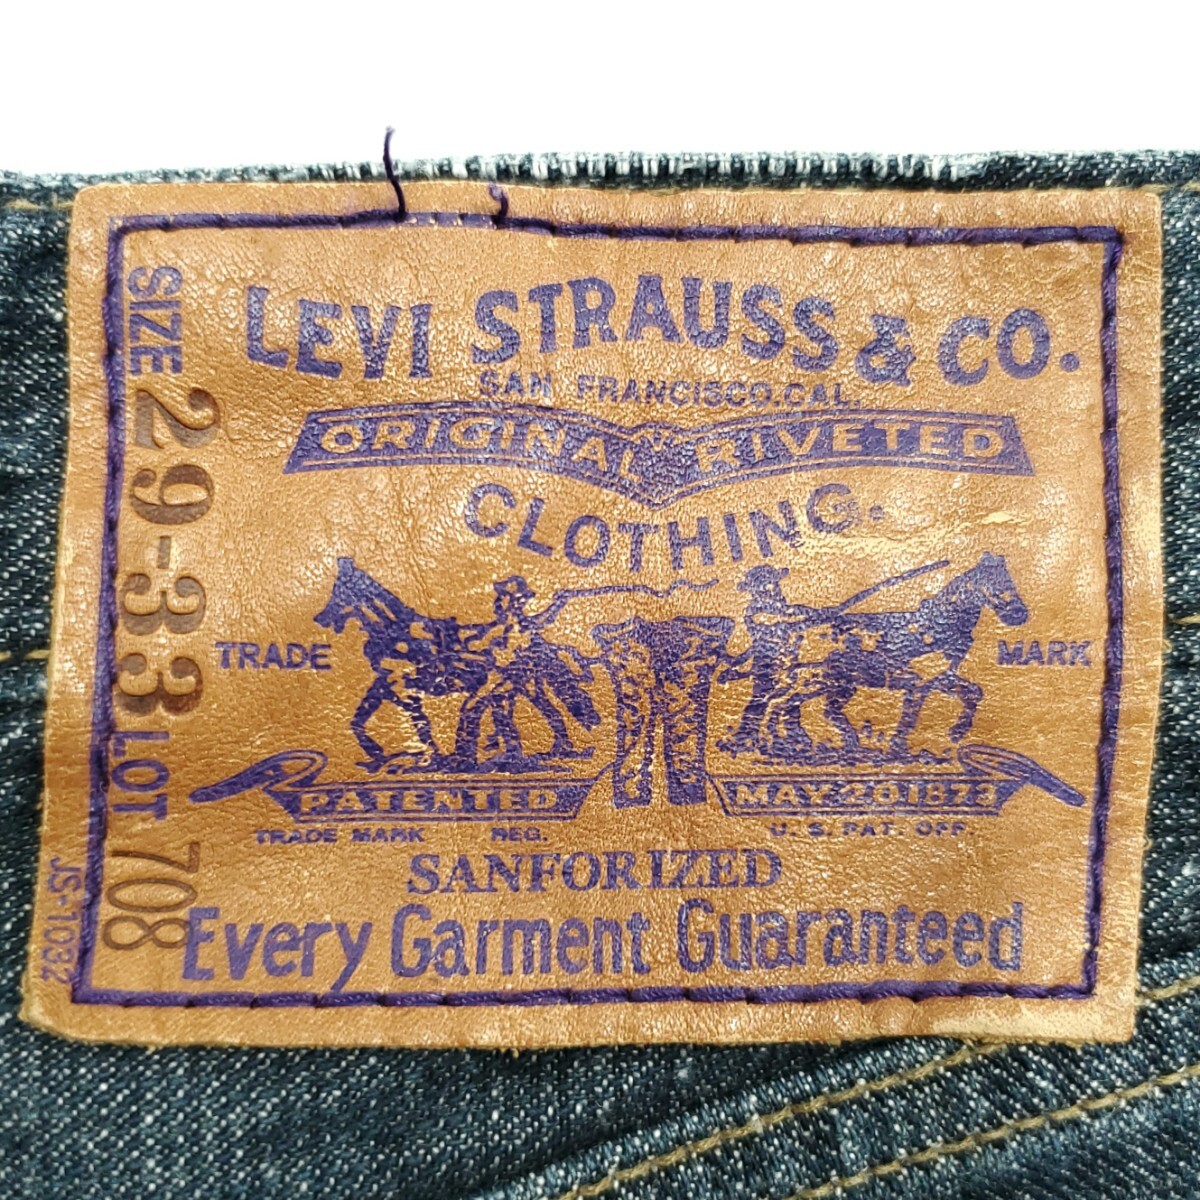 LEVI STRAUSS & CO.
SAN FRANCISCO.CAL.
ORIGINAL RIVETED
CLOTHING.
TRADE MARK
PATENTED MAY 20 1873
TRADE MARK REG. U. S. PAT. OFF.
SANFORIZED
Every Garment Guaranteed
SIZE 29-33 LOT 708
JS-1032